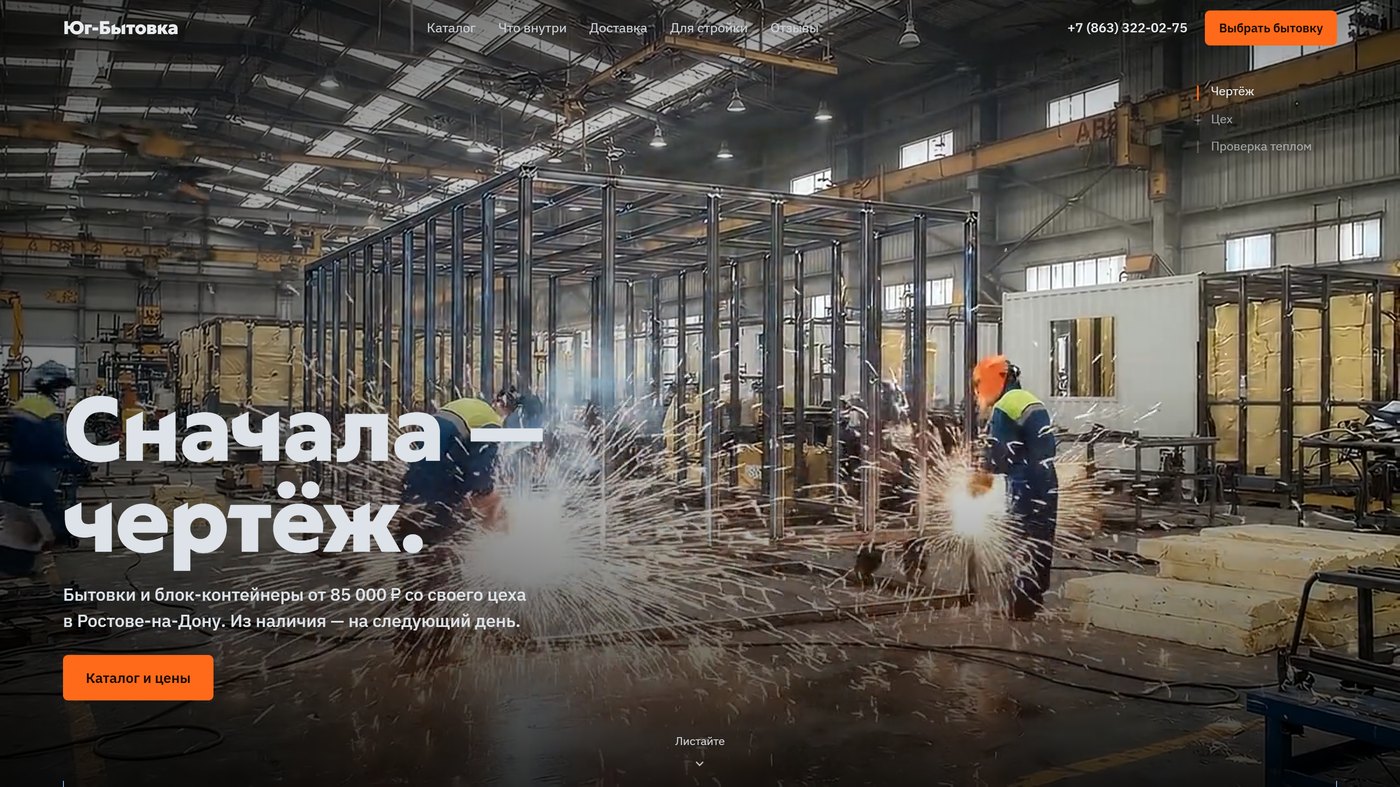 Юг-Бытовка
Каталог Что внутри Доставка Для стройки Отзывы
+7 (863) 322-02-75
Выбрать бытовку
Чертёж
Цех
Проверка теплом
Сначала —
чертёж.
Бытовки и блок-контейнеры от 85 000 ₽ со своего цеха
в Ростове-на-Дону. Из наличия — на следующий день.
Каталог и цены
Листайте